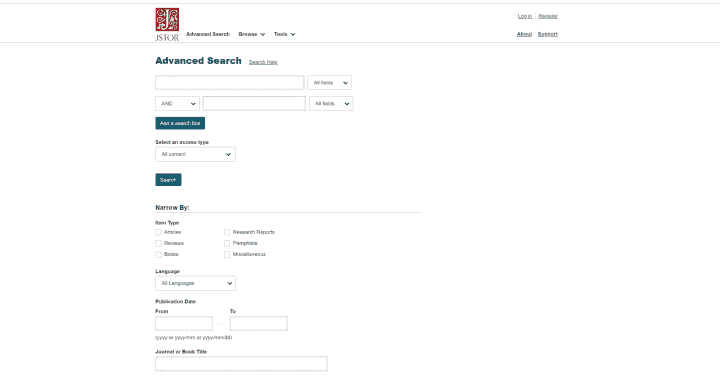 Log in Register
JSTOR Advanced Search Browse Tools
About Support
Advanced Search Search Help
All fields
AND All fields
Add a search box
Select an access type
All content
Search
Narrow By:
Item Type
Articles Research Reports
Reviews Pamphlets
Books Miscellaneous
Language
All Languages
Publication Date
From To
(yyyy or yyyy/mm or yyyy/mm/dd)
Journal or Book Title